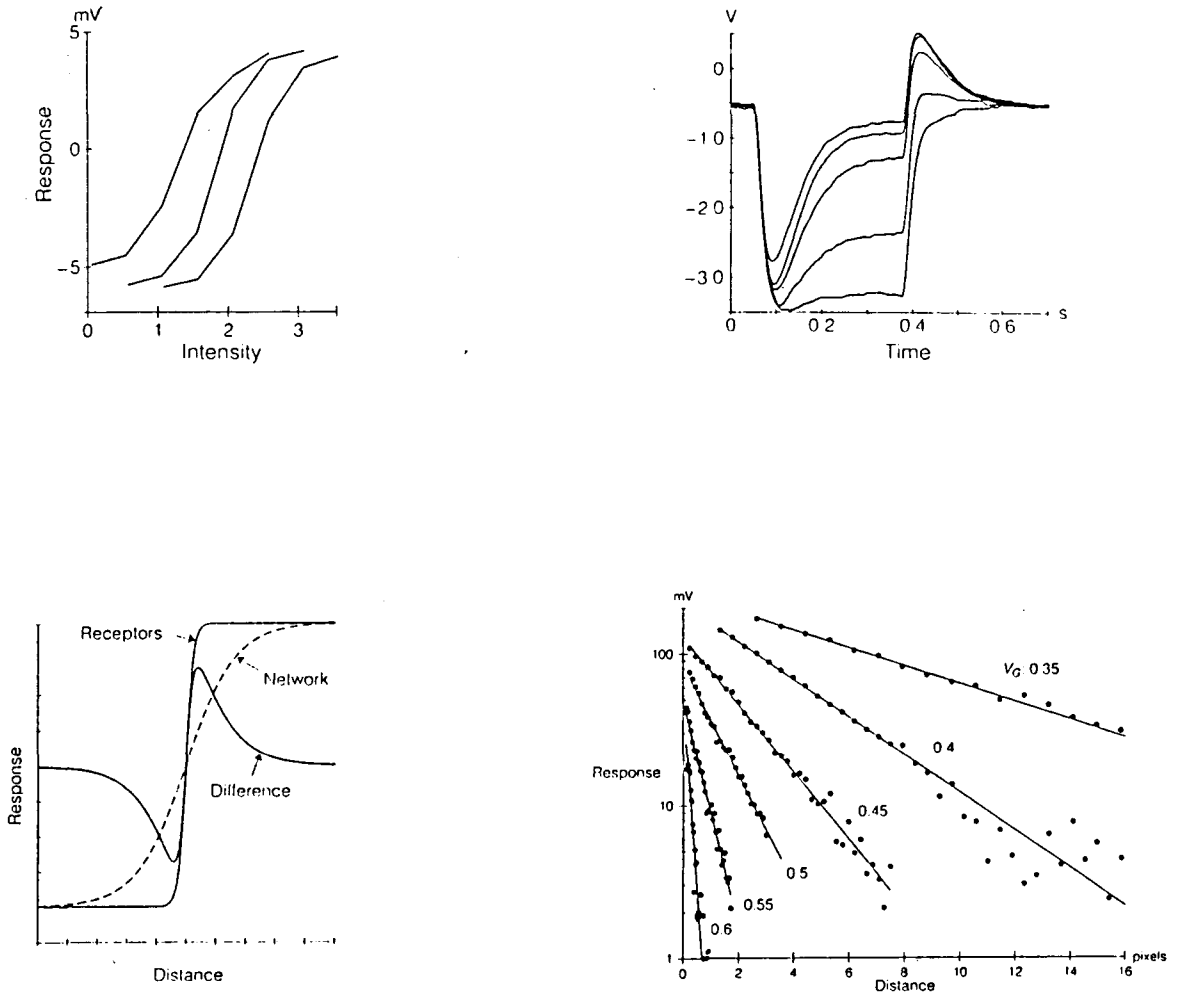 mV
5
0
−5
Response
0 1 2 3
Intensity
V
0
−1 0
−2 0
−3 0
0 0 2 0 4 0 6 s
Time
Receptors
Network
Difference
Response
Distance
mV
100
10
1
Response
VG: 0.35
0 4
0.45
0 5
0.55
0.6
0 2 4 6 8 10 12 14 16 pixels
Distance